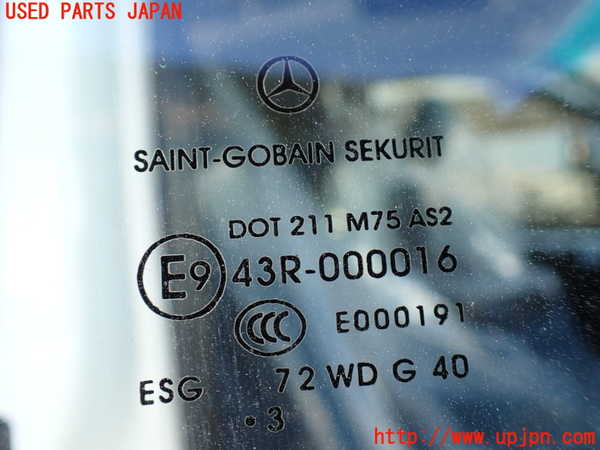 USED PARTS JAPAN
SAINT-GOBAIN SEKURIT
DOT 211 M75 AS2
E9 43R-000016
CCC E000191
ESG 72 WD G 40
·3
http://www.upjpn.com